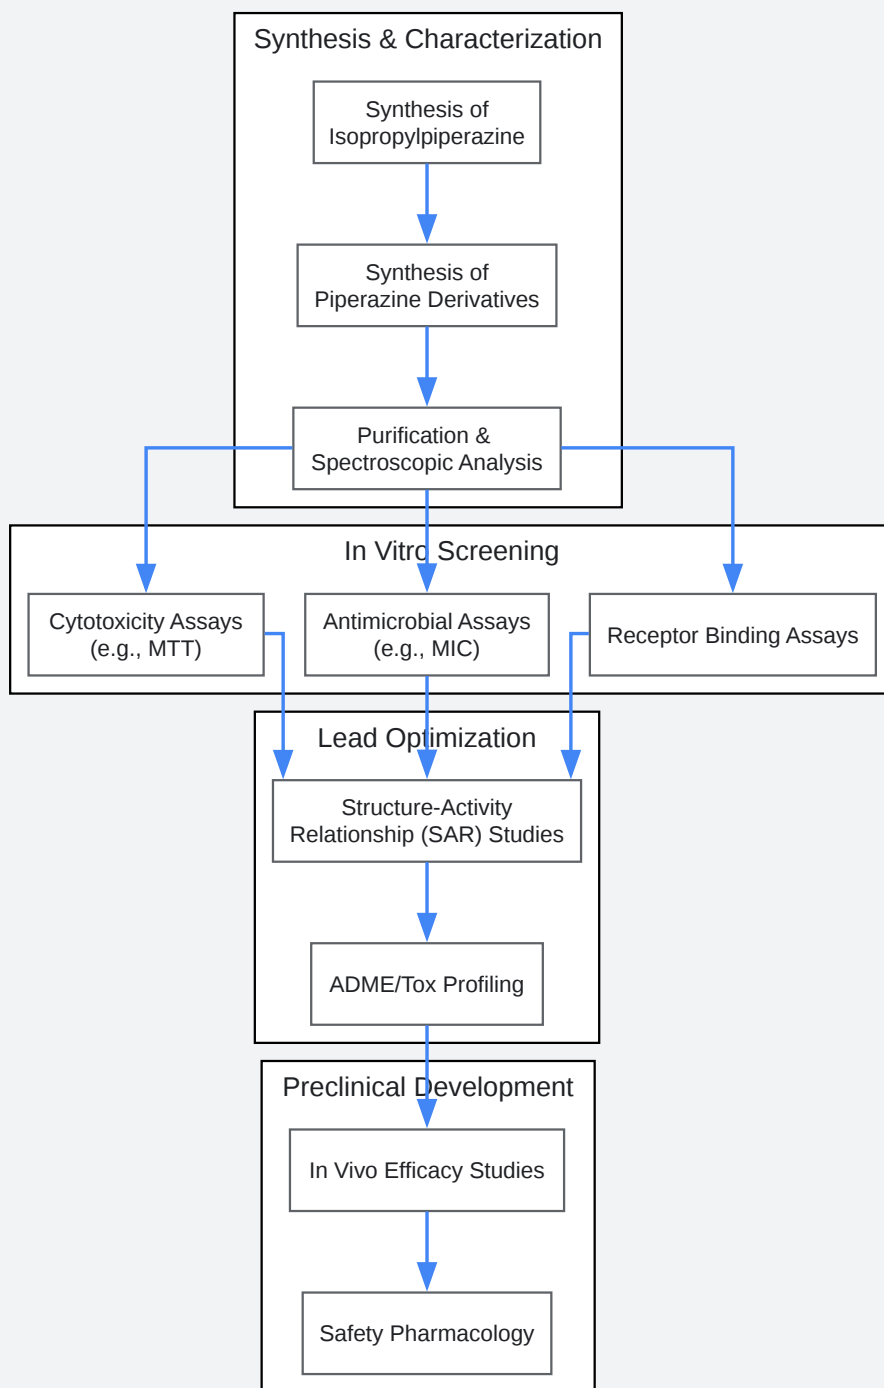 Synthesis & Characterization
Synthesis of
Isopropylpiperazine
Synthesis of
Piperazine Derivatives
Purification &
Spectroscopic Analysis
In Vitro Screening
Cytotoxicity Assays
(e.g., MTT)
Antimicrobial Assays
(e.g., MIC)
Receptor Binding Assays
Lead Optimization
Structure-Activity
Relationship (SAR) Studies
ADME/Tox Profiling
Preclinical Development
In Vivo Efficacy Studies
Safety Pharmacology